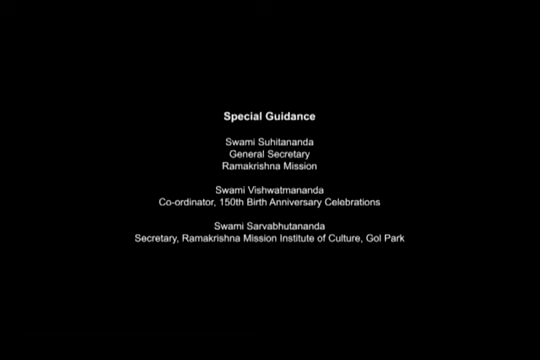 Special Guidance
Swami Suhitananda
General Secretary
Ramakrishna Mission
Swami Vishwatmananda
Co-ordinator, 150th Birth Anniversary Celebrations
Swami Sarvabhutananda
Secretary, Ramakrishna Mission Institute of Culture, Gol Park